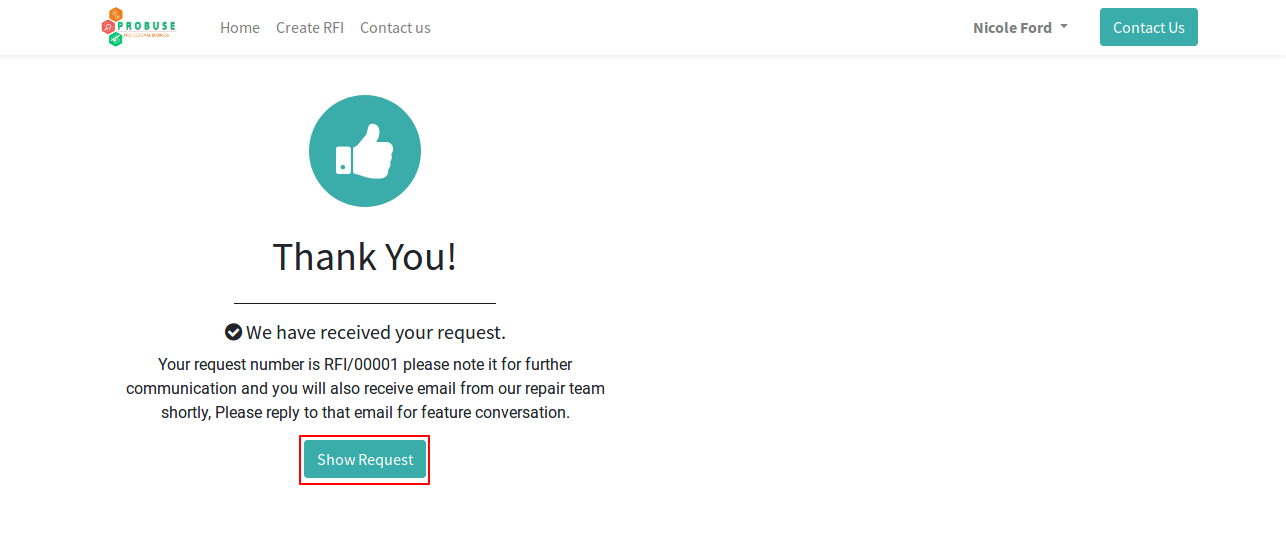 PROBUSE
PROFESSIONAL BUSINESS
Home Create RFI Contact us Nicole Ford Contact Us
Thank You!
We have received your request.
Your request number is RFI/00001 please note it for further
communication and you will also receive email from our repair team
shortly, Please reply to that email for feature conversation.
Show Request